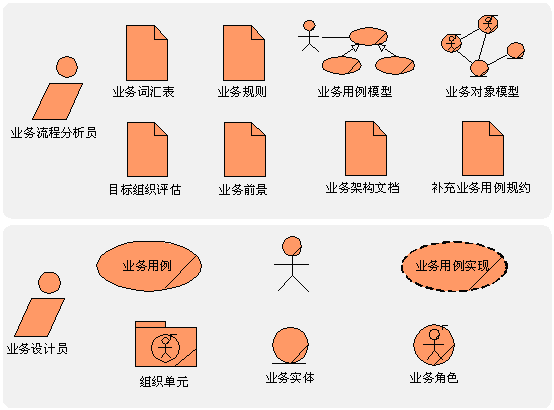 业务词汇表
业务规则
业务用例模型
业务对象模型
业务流程分析员
目标组织评估
业务前景
业务架构文档
补充业务用例规约
业务用例
业务用例实现
业务设计员
组织单元
业务实体
业务角色